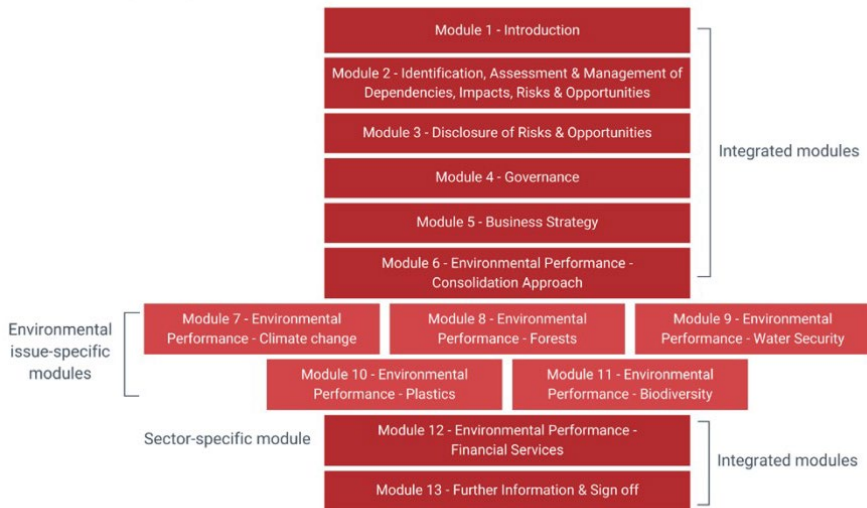 Module 1 - Introduction
Module 2 - Identification, Assessment & Management of
Dependencies, Impacts, Risks & Opportunities
Module 3 - Disclosure of Risks & Opportunities
Integrated modules
Module 4 - Governance
Module 5 - Business Strategy
Module 6 - Environmental Performance -
Consolidation Approach
Environmental
issue-specific
modules
Module 7 - Environmental
Performance - Climate change
Module 8 - Environmental
Performance - Forests
Module 9 - Environmental
Performance - Water Security
Module 10 - Environmental
Performance - Plastics
Module 11 - Environmental
Performance - Biodiversity
Sector-specific module
Module 12 - Environmental Performance -
Financial Services
Integrated modules
Module 13 - Further Information & Sign off